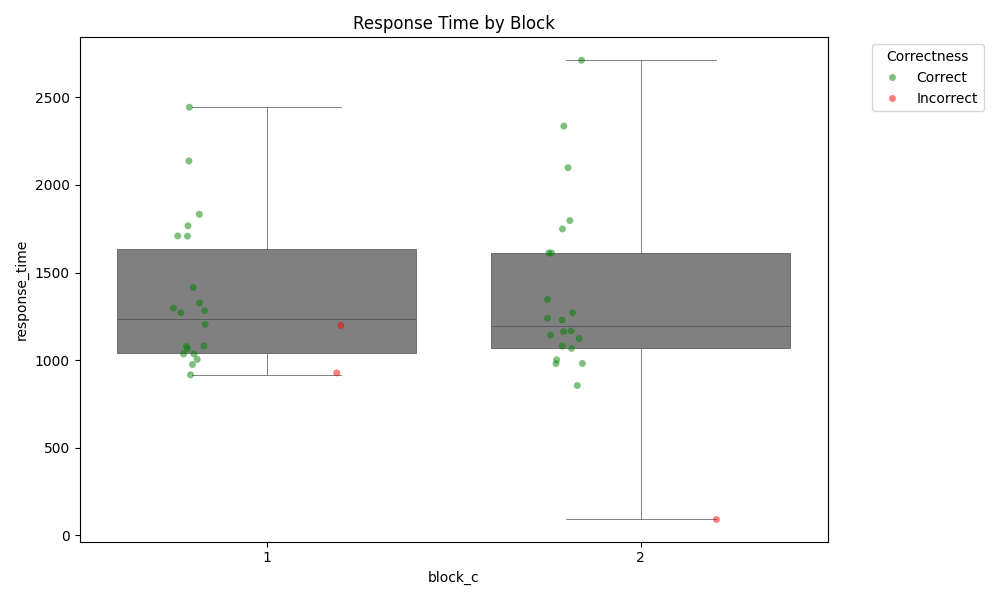 Response Time by Block
Correctness
Correct
Incorrect
2500
2000
1500
1000
500
0
response_time
1
2
block_c